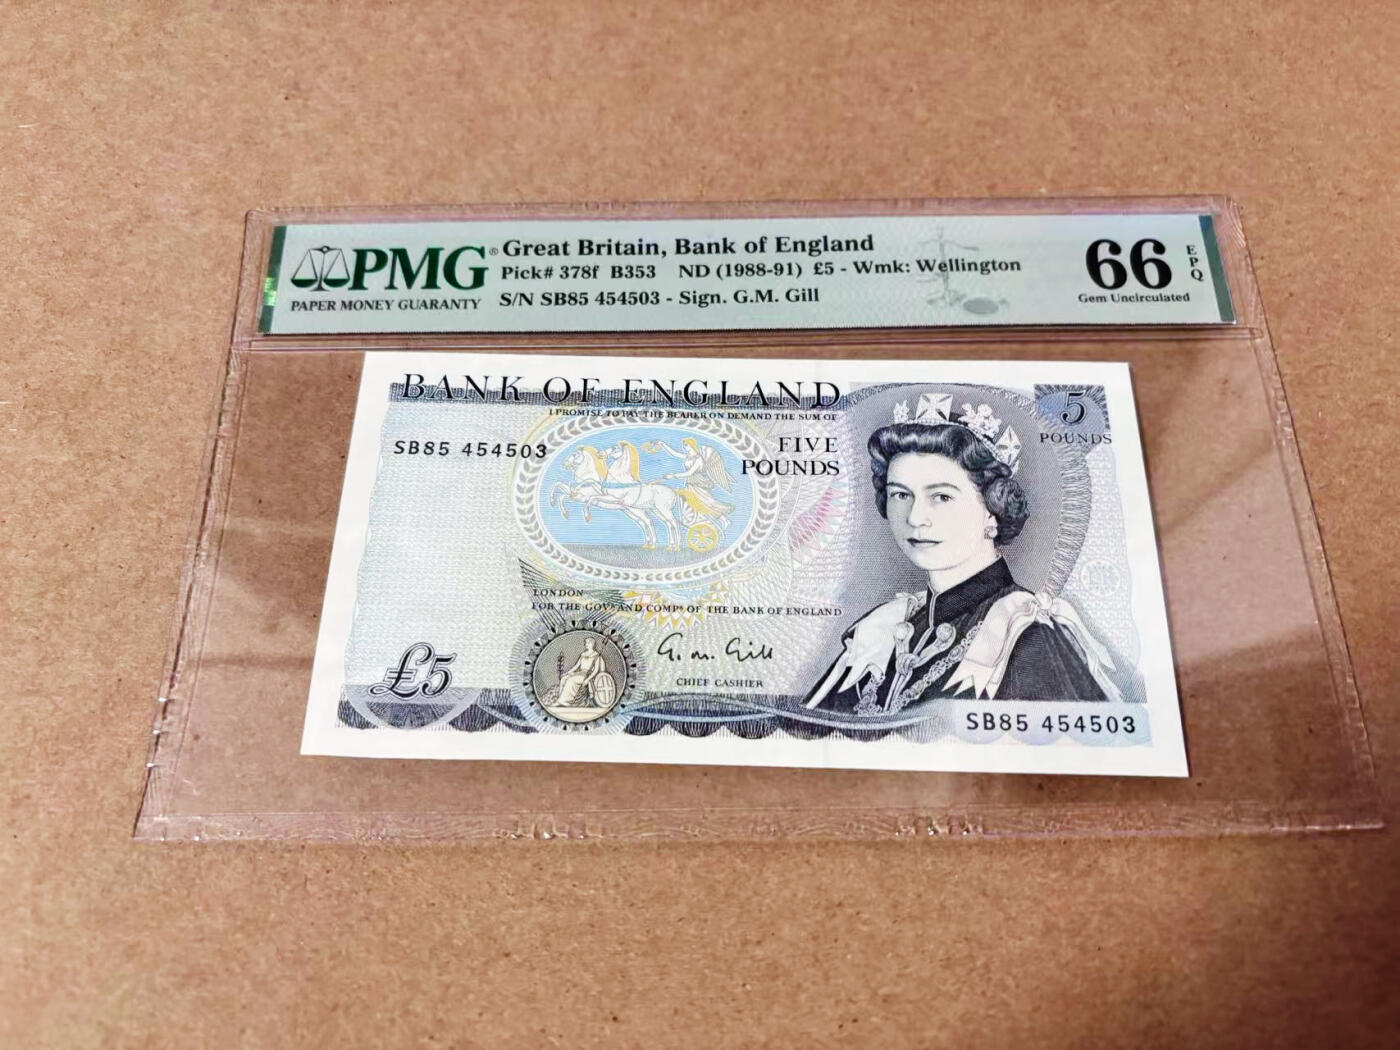 PMG®
PAPER MONEY GUARANTY
Great Britain, Bank of England
Pick# 378f B353 ND (1988-91) £5 - Wmk: Wellington
S/N SB85 454503 - Sign. G.M. Gill
66
EPQ
Gem Uncirculated
BANK OF ENGLAND
I PROMISE TO PAY THE BEARER ON DEMAND THE SUM OF
5
POUNDS
SB85 454503
FIVE
POUNDS
LONDON
FOR THE GOVR AND COMPA OF THE BANK OF ENGLAND
G. M. Gill
CHIEF CASHIER
£5
SB85 454503